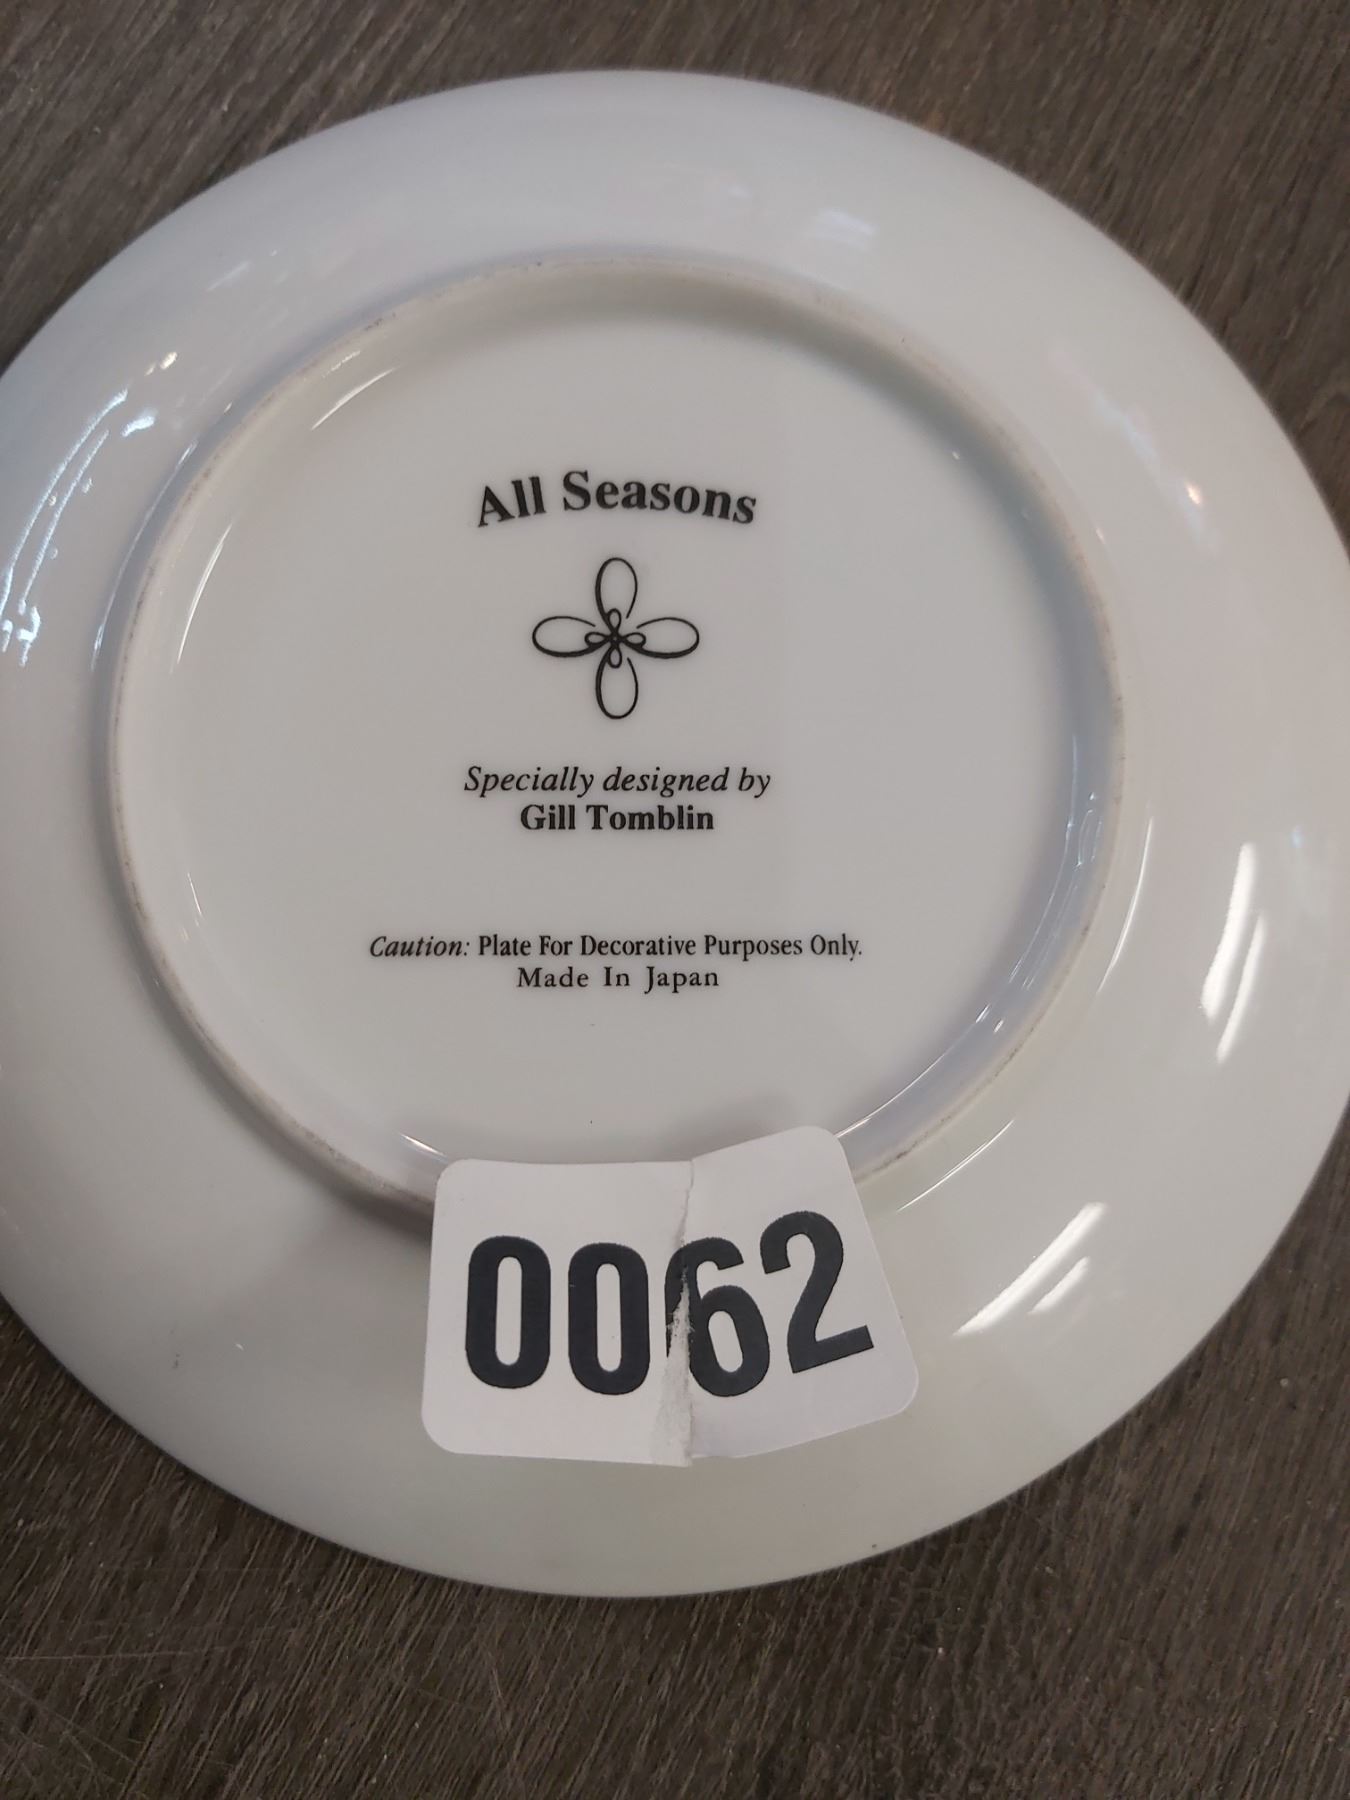 All Seasons
Specially designed by
Gill Tomblin
Caution: Plate For Decorative Purposes Only.
Made In Japan
0062